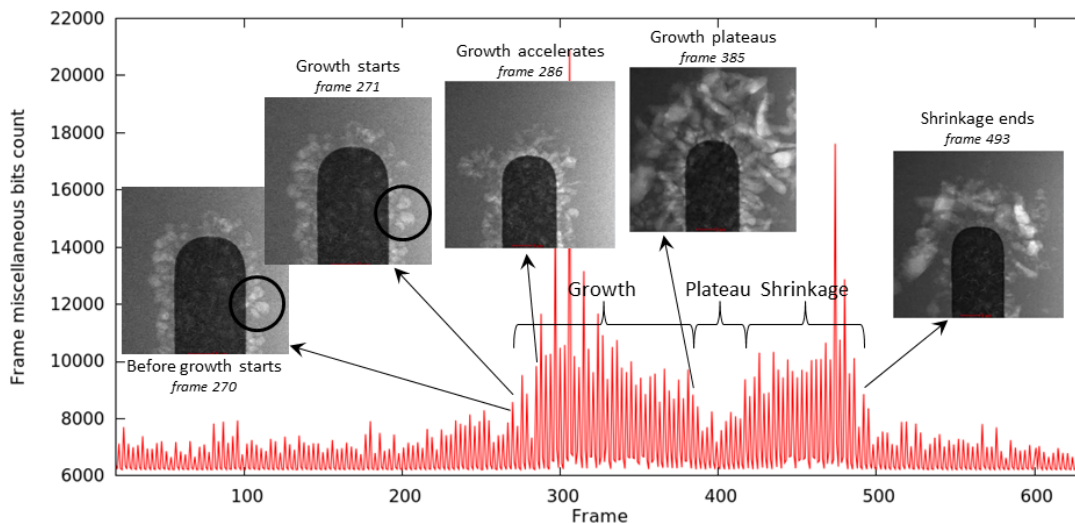 22000
20000
18000
16000
14000
12000
10000
8000
6000
Frame miscellaneous bits count
Growth starts
frame 271
Growth accelerates
frame 286
Growth plateaus
frame 385
Shrinkage ends
frame 493
Before growth starts
frame 270
Growth
Plateau
Shrinkage
100
200
300
400
500
600
Frame